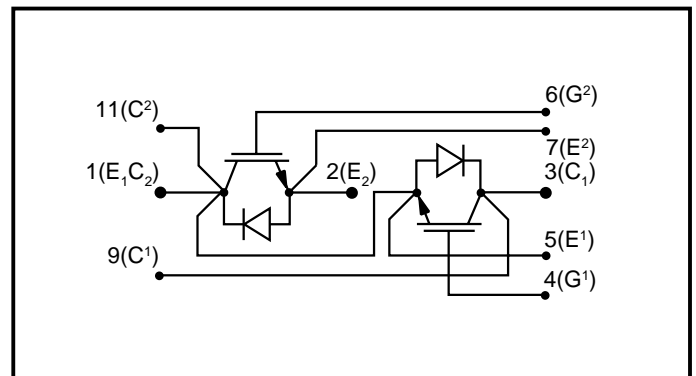 11(C²)
6(G²)
7(E²)
1(E₁C₂)
2(E₂)
3(C₁)
5(E¹)
9(C¹)
4(G¹)